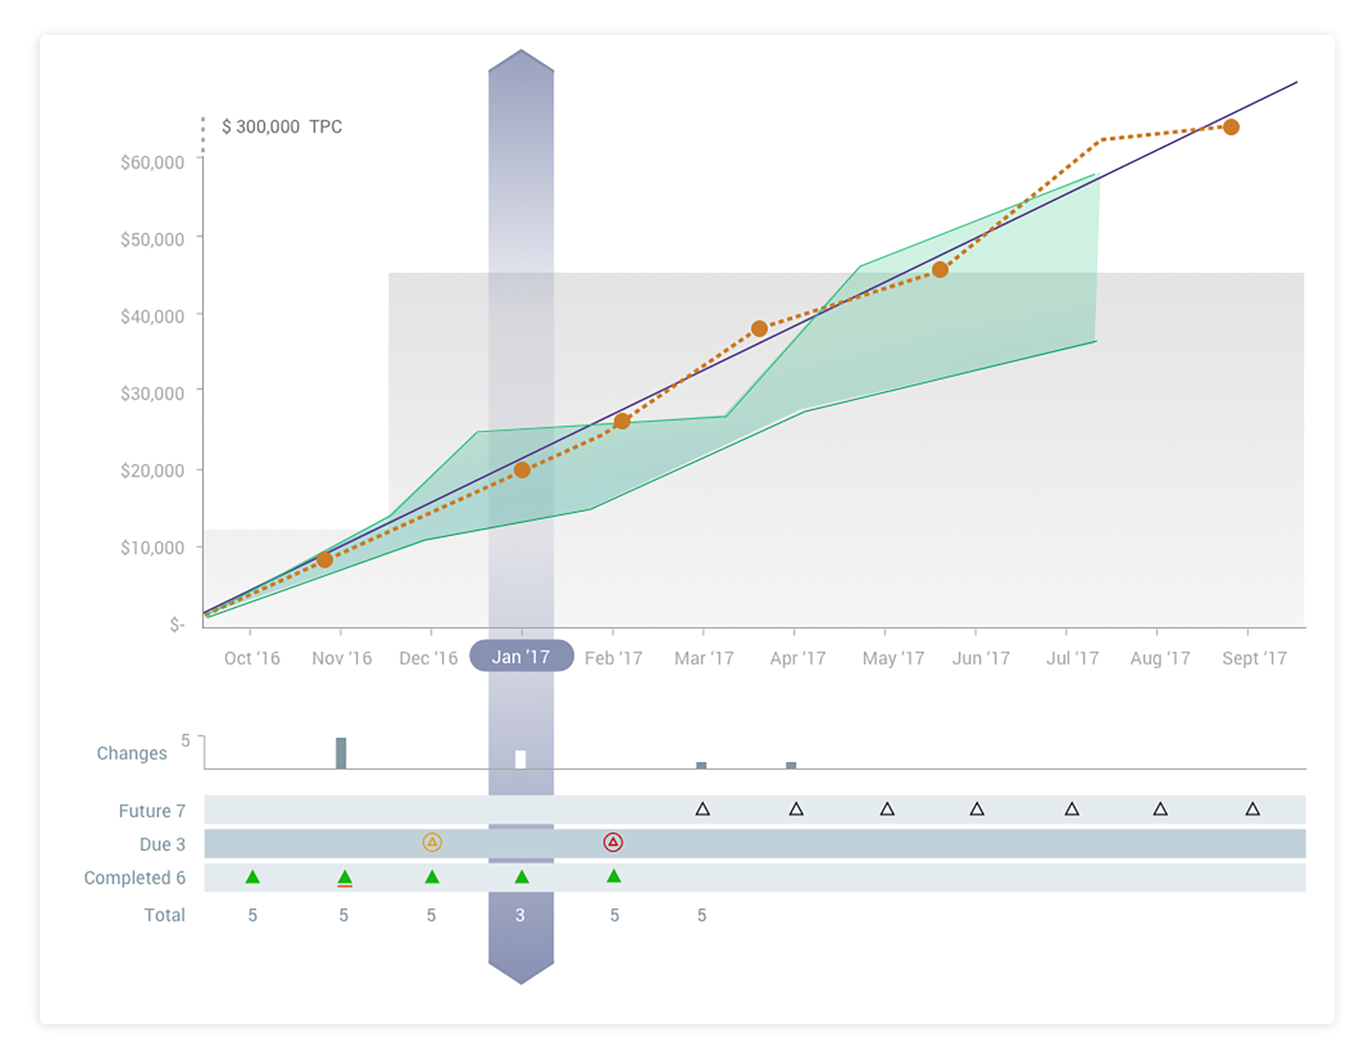 $ 300,000 TPC
$60,000
$50,000
$40,000
$30,000
$20,000
$10,000
$-
Oct ‘16 Nov ‘16 Dec ‘16 Jan ‘17 Feb ‘17 Mar ‘17 Apr ‘17 May ‘17 Jun ‘17 Jul ‘17 Aug ‘17 Sept ‘17
5
Changes
Future 7
Due 3
Completed 6
Total 5 5 5 3 5 5